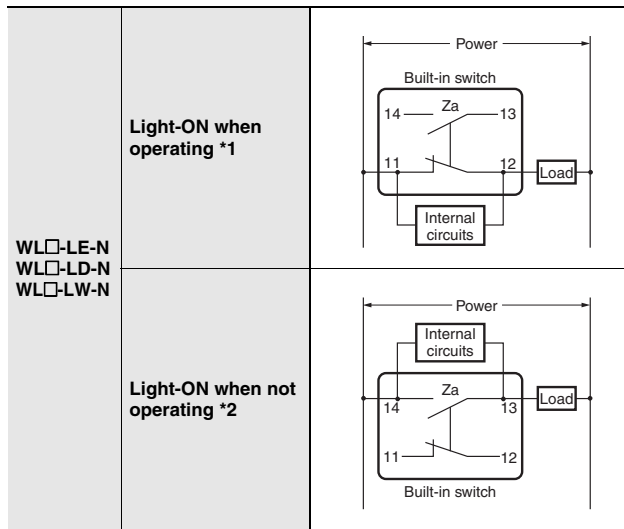 WL□-LE-N
WL□-LD-N
WL□-LW-N
Light-ON when
operating *1
Power
Built-in switch
14 Za 13
11 12 Load
Internal
circuits
Light-ON when not
operating *2
Power
Internal
circuits
Za
14 13 Load
11 12
Built-in switch